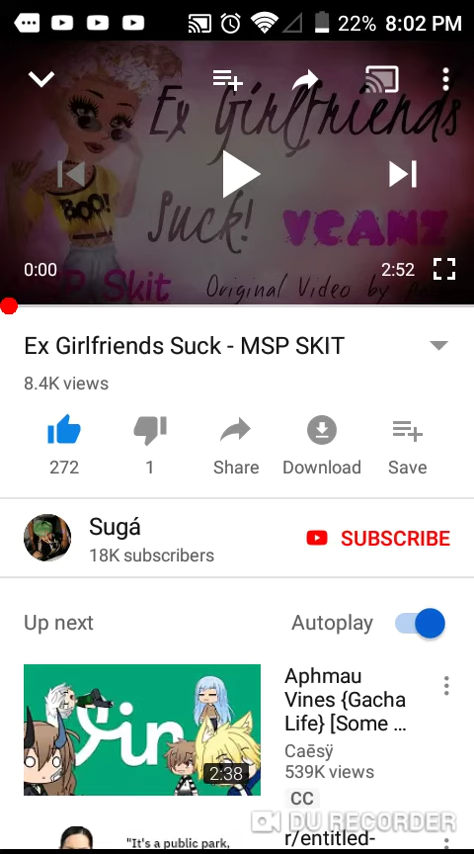 22% 8:02 PM
Ex Girlfriends
Suck! VCANZ
BOO!
0:00
2:52
MSP Skit Original Video by
Ex Girlfriends Suck - MSP SKIT
8.4K views
272
1
Share
Download
Save
Sugá
18K subscribers
SUBSCRIBE
Up next
Autoplay
Aphmau
Vines {Gacha
Life} [Some ...
Caēsÿ
539K views
CC
2:38
DU RECORDER
r/entitled-
"It's a public park,